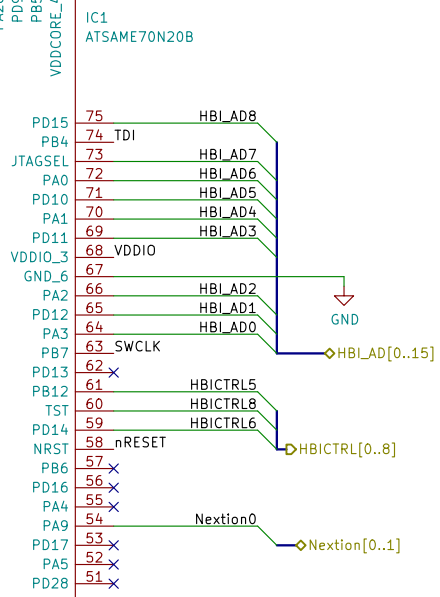 PD9
PB5
VDDCORE_4
IC1
ATSAME70N20B
PD15 75 HBI_AD8
PB4 74 TDI
JTAGSEL 73 HBI_AD7
PA0 72 HBI_AD6
PD10 71 HBI_AD5
PA1 70 HBI_AD4
PD11 69 HBI_AD3
VDDIO_3 68 VDDIO
GND_6 67
PA2 66 HBI_AD2
GND
PD12 65 HBI_AD1
PA3 64 HBI_AD0
PB7 63 SWCLK HBI_AD[0..15]
PD13 62
PB12 61 HBICTRL5
TST 60 HBICTRL8
PD14 59 HBICTRL6
NRST 58 nRESET HBICTRL[0..8]
PB6 57
PD16 56
PA4 55
PA9 54 Nextion0
PD17 53 Nextion[0..1]
PA5 52
PD28 51